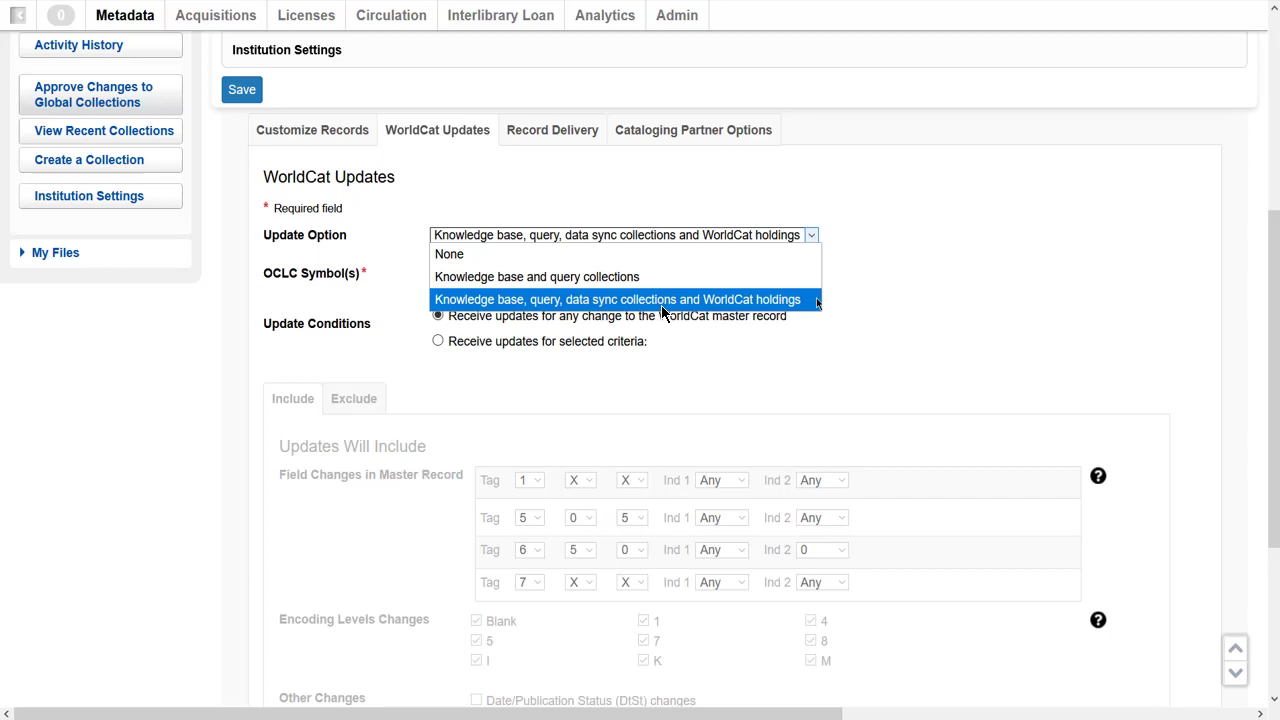 0 Metadata Acquisitions Licenses Circulation Interlibrary Loan Analytics Admin
Activity History
Approve Changes to
Global Collections
View Recent Collections
Create a Collection
Institution Settings
My Files
Institution Settings
Save
Customize Records WorldCat Updates Record Delivery Cataloging Partner Options
WorldCat Updates
* Required field
Update Option Knowledge base, query, data sync collections and WorldCat holdings
None
Knowledge base and query collections
Knowledge base, query, data sync collections and WorldCat holdings
OCLC Symbol(s) *
Update Conditions
Receive updates for any change to the WorldCat master record
Receive updates for selected criteria:
Include Exclude
Updates Will Include
Field Changes in Master Record Tag 1 X X Ind 1 Any Ind 2 Any ?
Tag 5 0 5 Ind 1 Any Ind 2 Any
Tag 6 5 0 Ind 1 Any Ind 2 0
Tag 7 X X Ind 1 Any Ind 2 Any
Encoding Levels Changes Blank 1 4 ?
5 7 8
I K M
Other Changes Date/Publication Status (DtSt) changes